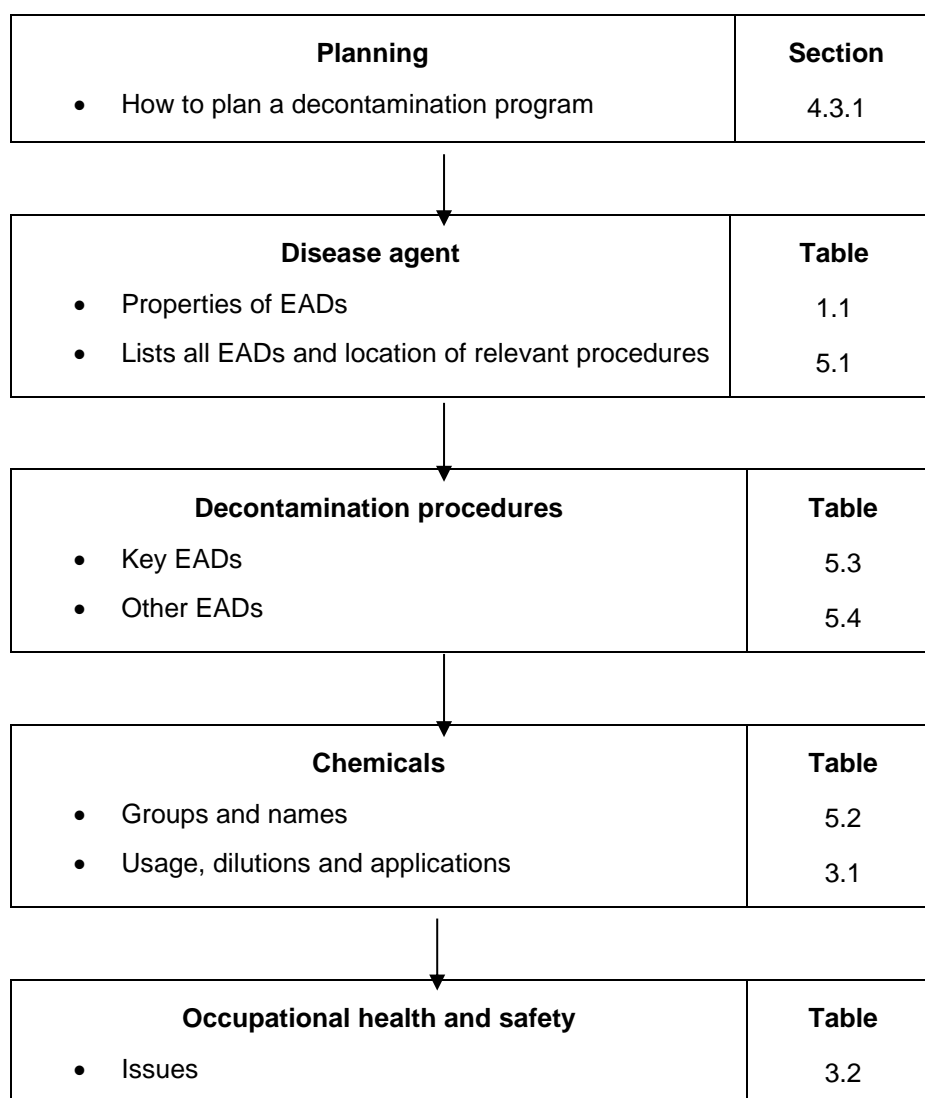 Planning Section
• How to plan a decontamination program 4.3.1
Disease agent Table
• Properties of EADs 1.1
• Lists all EADs and location of relevant procedures 5.1
Decontamination procedures Table
• Key EADs 5.3
• Other EADs 5.4
Chemicals Table
• Groups and names 5.2
• Usage, dilutions and applications 3.1
Occupational health and safety Table
• Issues 3.2